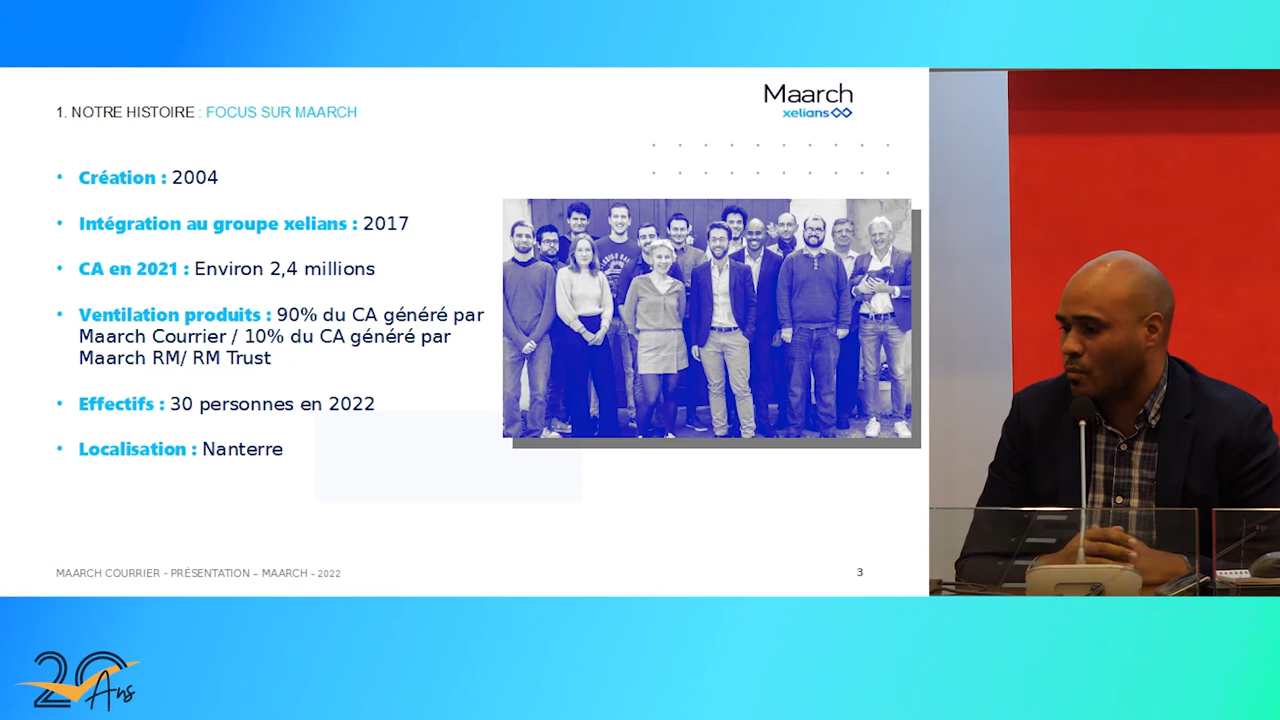 1. NOTRE HISTOIRE : FOCUS SUR MAARCH
Maarch
xelians
• Création : 2004
• Intégration au groupe xelians : 2017
• CA en 2021 : Environ 2,4 millions
• Ventilation produits : 90% du CA généré par
Maarch Courrier / 10% du CA généré par
Maarch RM/ RM Trust
• Effectifs : 30 personnes en 2022
• Localisation : Nanterre
MAARCH COURRIER - PRÉSENTATION – MAARCH - 2022
3
20
Ans